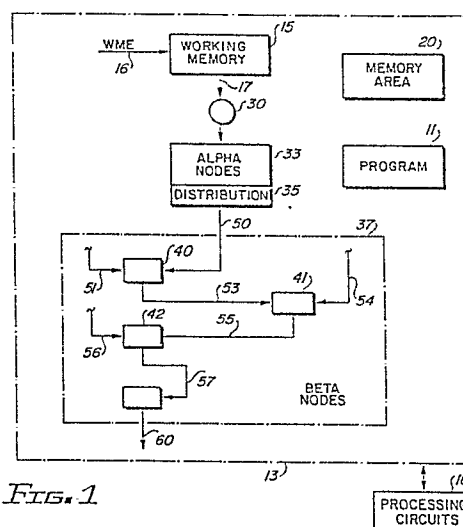 15
WME
16
WORKING
MEMORY
20
MEMORY
AREA
17
30
11
PROGRAM
ALPHA
NODES
33
DISTRIBUTION
35
50
37
40
41
51
53
54
42
55
56
57
BETA
NODES
60
FIG. 1
13
PROCESSING
CIRCUITS